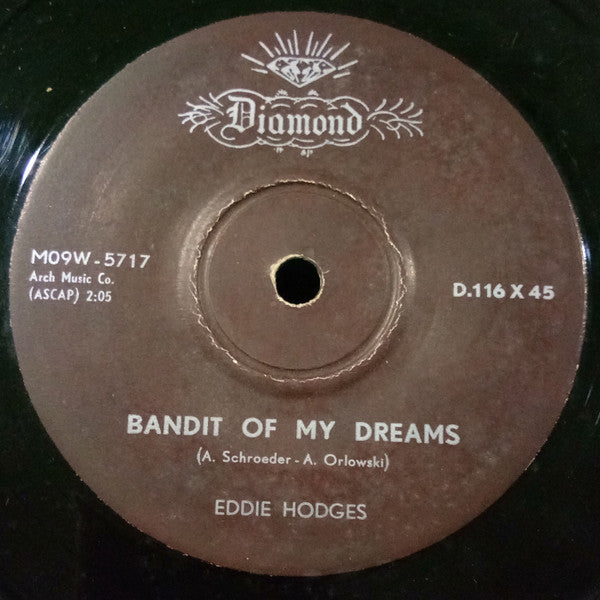 Diamond
M09W-5717
Arch Music Co.
(ASCAP) 2:05
D.116 X 45
BANDIT OF MY DREAMS
(A. Schroeder - A. Orlowski)
EDDIE HODGES